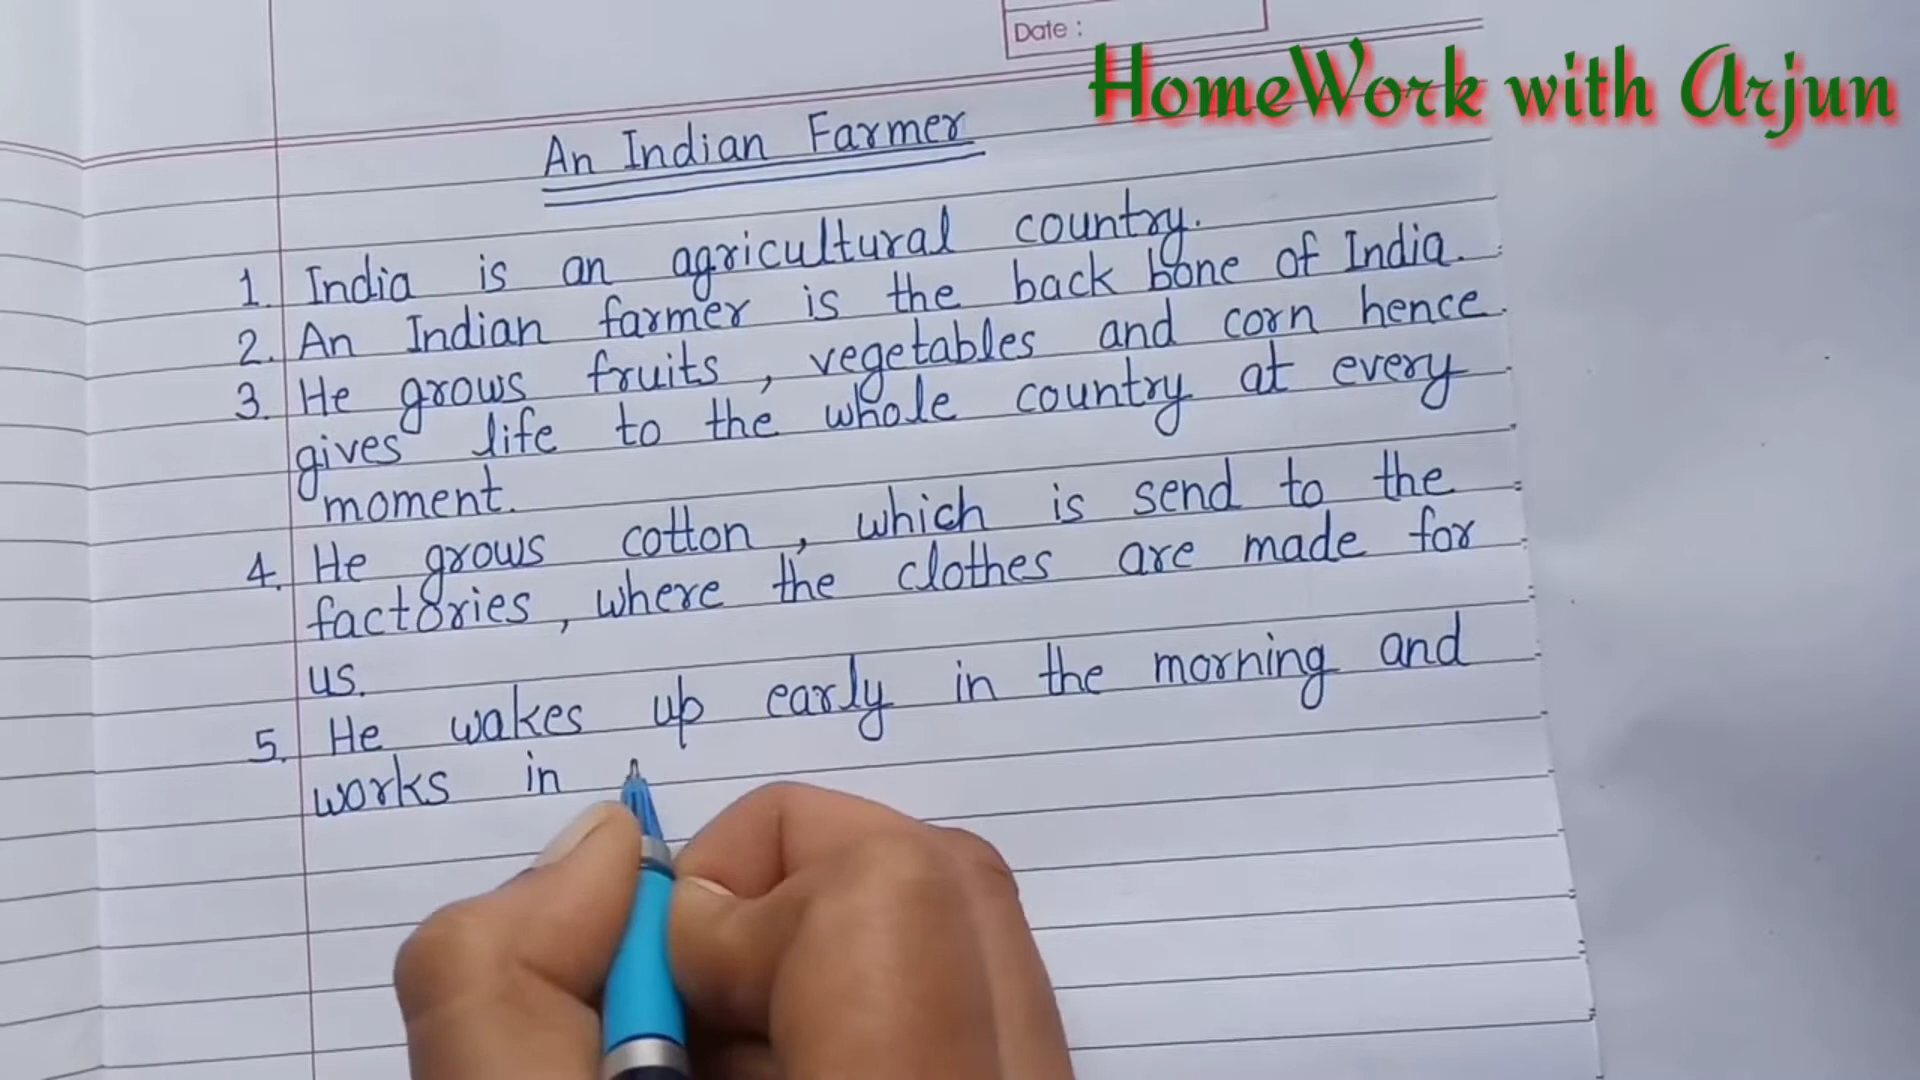 Date :
HomeWork with Arjun
An Indian Farmer
1. India is an agricultural country.
2. An Indian farmer is the back bone of India.
3. He grows fruits, vegetables and corn hence
gives life to the whole country at every
moment.
4. He grows cotton, which is send to the
factories, where the clothes are made for
us.
5. He wakes up early in the morning and
works in